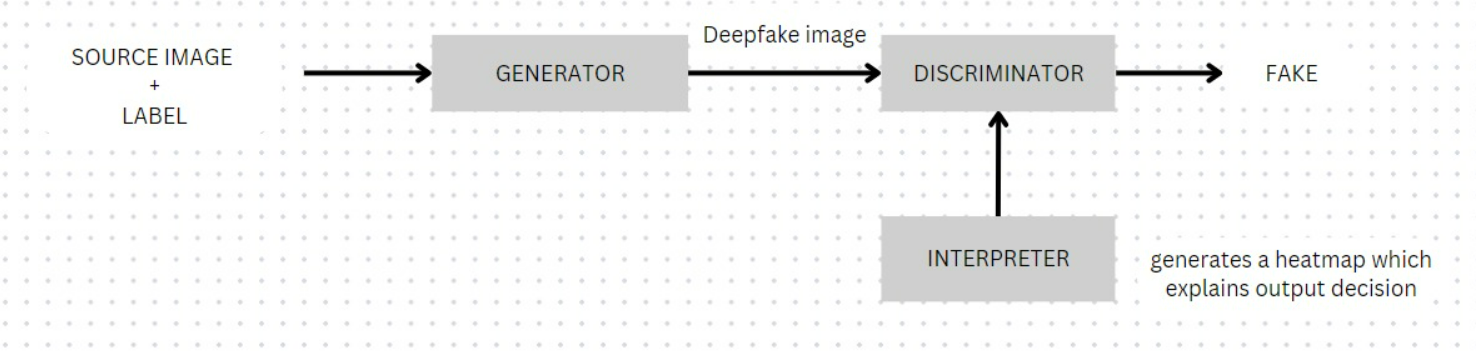 SOURCE IMAGE
+
LABEL
GENERATOR
Deepfake image
DISCRIMINATOR
FAKE
INTERPRETER
generates a heatmap which
explains output decision